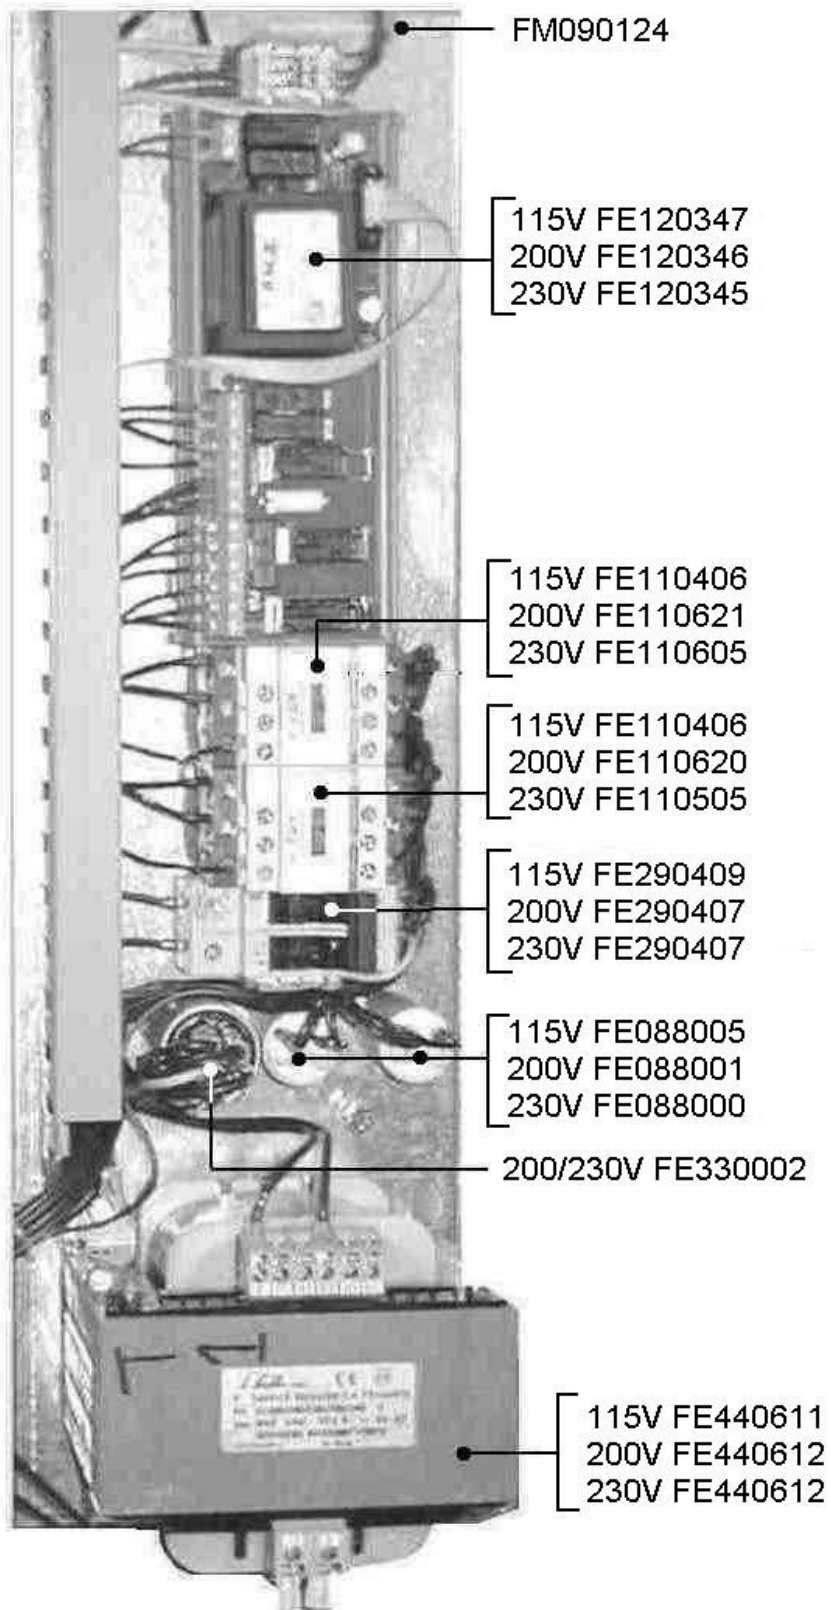 FM090124
115V FE120347
200V FE120346
230V FE120345
115V FE110406
200V FE110621
230V FE110605
115V FE110406
200V FE110620
230V FE110505
115V FE290409
200V FE290407
230V FE290407
115V FE088005
200V FE088001
230V FE088000
200/230V FE330002
CE
115V FE440611
200V FE440612
230V FE440612